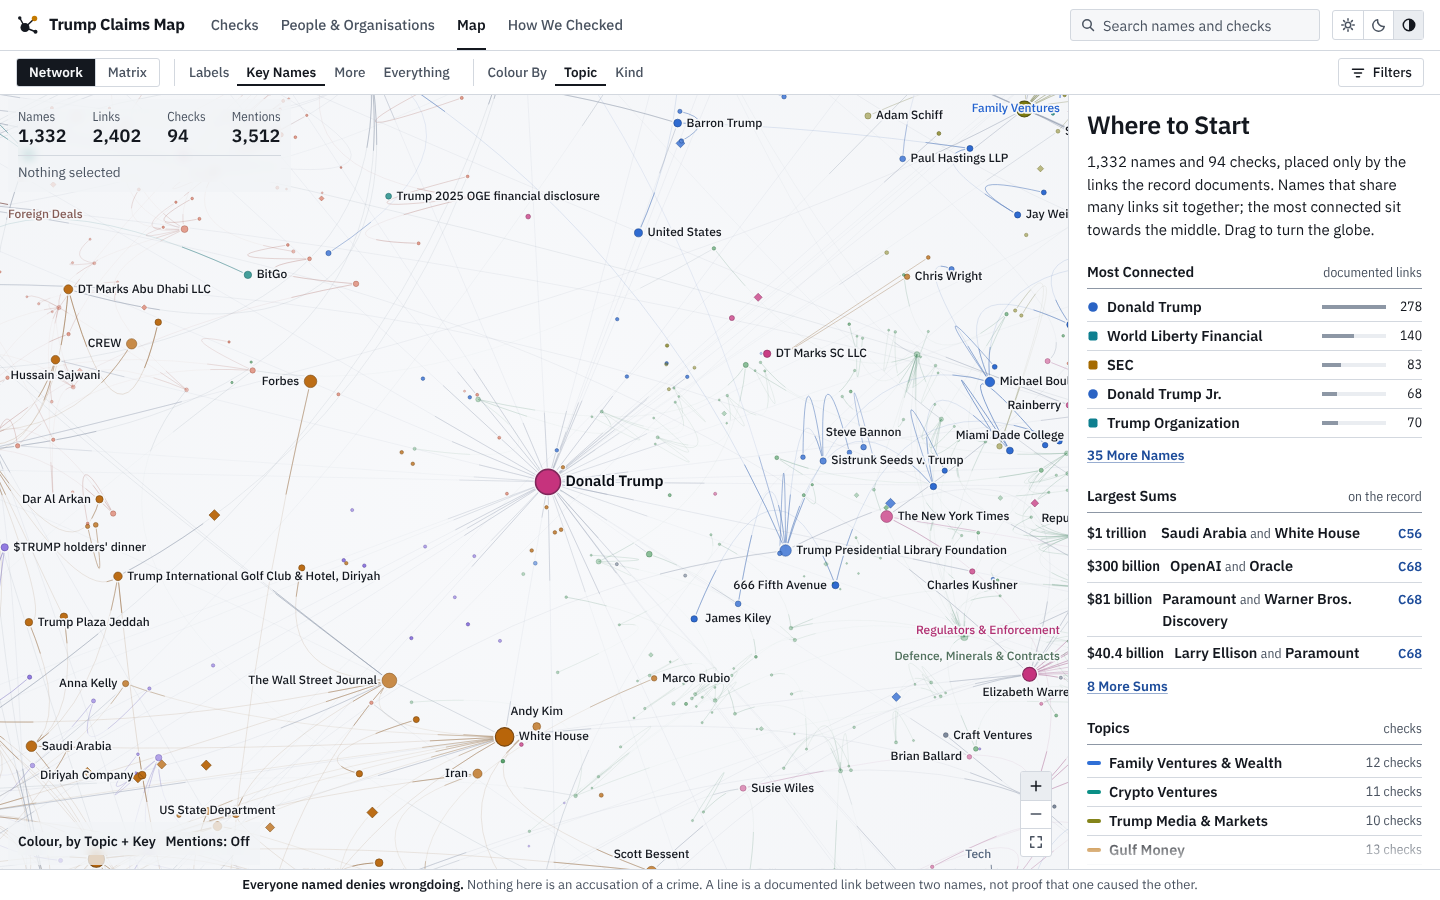 Trump Claims Map
Checks
People & Organisations
Map
How We Checked
Search names and checks
Network
Matrix
Labels
Key Names
More
Everything
Colour By
Topic
Kind
Filters
Names
Links
Checks
Mentions
1,332
2,402
94
3,512
Nothing selected
Barron Trump
Adam Schiff
Family Ventures
Paul Hastings LLP
Trump 2025 OGE financial disclosure
Foreign Deals
Jay Wei
United States
BitGo
Chris Wright
DT Marks Abu Dhabi LLC
CREW
DT Marks SC LLC
Hussain Sajwani
Forbes
Michael Boul
Rainberry
Steve Bannon
Miami Dade College
Sistrunk Seeds v. Trump
Donald Trump
Dar Al Arkan
The New York Times
Repu
$TRUMP holders' dinner
Trump Presidential Library Foundation
Trump International Golf Club & Hotel, Diriyah
666 Fifth Avenue
Charles Kushner
James Kiley
Trump Plaza Jeddah
Regulators & Enforcement
Defence, Minerals & Contracts
Anna Kelly
The Wall Street Journal
Marco Rubio
Elizabeth Warre
Andy Kim
White House
Craft Ventures
Saudi Arabia
Brian Ballard
Diriyah Company
Iran
Susie Wiles
US State Department
Colour, by Topic + Key
Mentions: Off
Scott Bessent
Tech
Where to Start
1,332 names and 94 checks, placed only by the
links the record documents. Names that share
many links sit together; the most connected sit
towards the middle. Drag to turn the globe.
Most Connected
documented links
Donald Trump
278
World Liberty Financial
140
SEC
83
Donald Trump Jr.
68
Trump Organization
70
35 More Names
Largest Sums
on the record
$1 trillion
Saudi Arabia and White House
C56
$300 billion
OpenAI and Oracle
C68
$81 billion
Paramount and Warner Bros.
Discovery
C68
$40.4 billion
Larry Ellison and Paramount
C68
8 More Sums
Topics
checks
Family Ventures & Wealth
12 checks
Crypto Ventures
11 checks
Trump Media & Markets
10 checks
Gulf Money
13 checks
Everyone named denies wrongdoing. Nothing here is an accusation of a crime. A line is a documented link between two names, not proof that one caused the other.